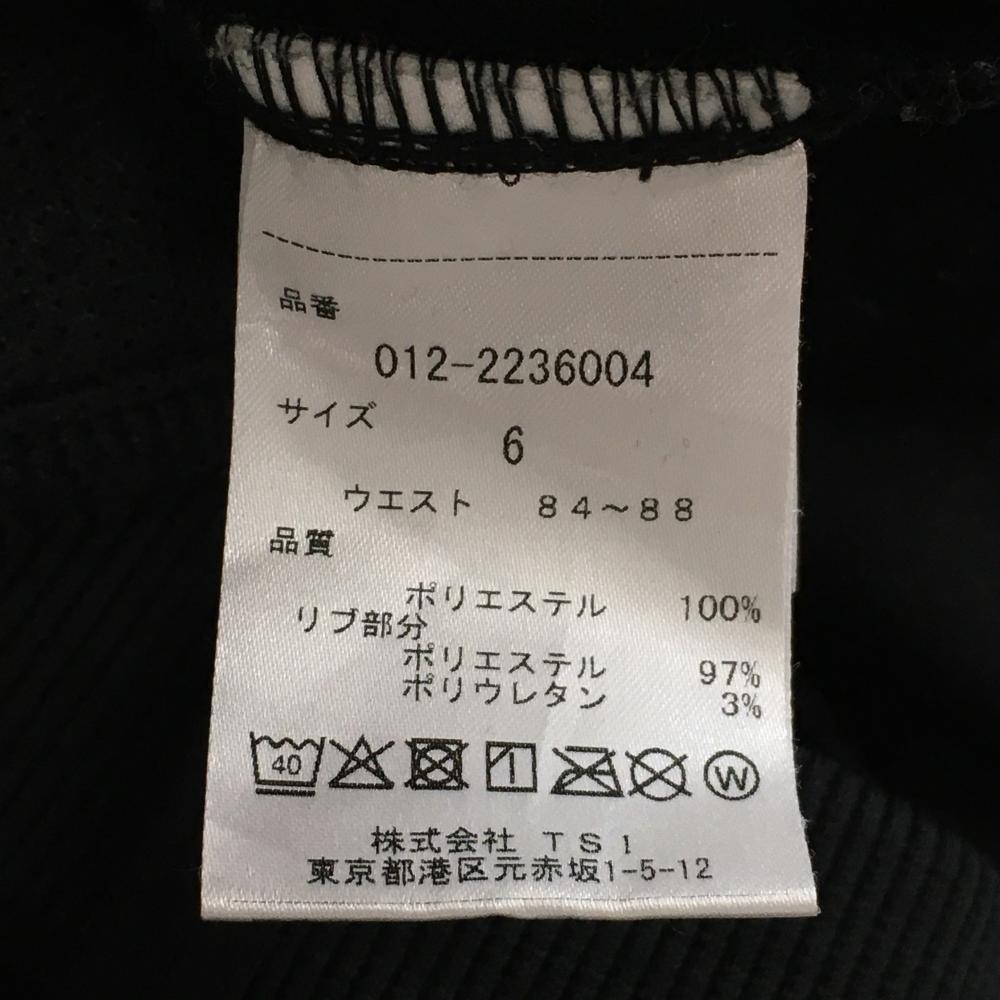 品番
012-2236004
サイズ
6
ウエスト 84～88
品質
ポリエステル 100%
リブ部分
ポリエステル 97%
ポリウレタン 3%
40
W
株式会社 TSI
東京都港区元赤坂1-5-12